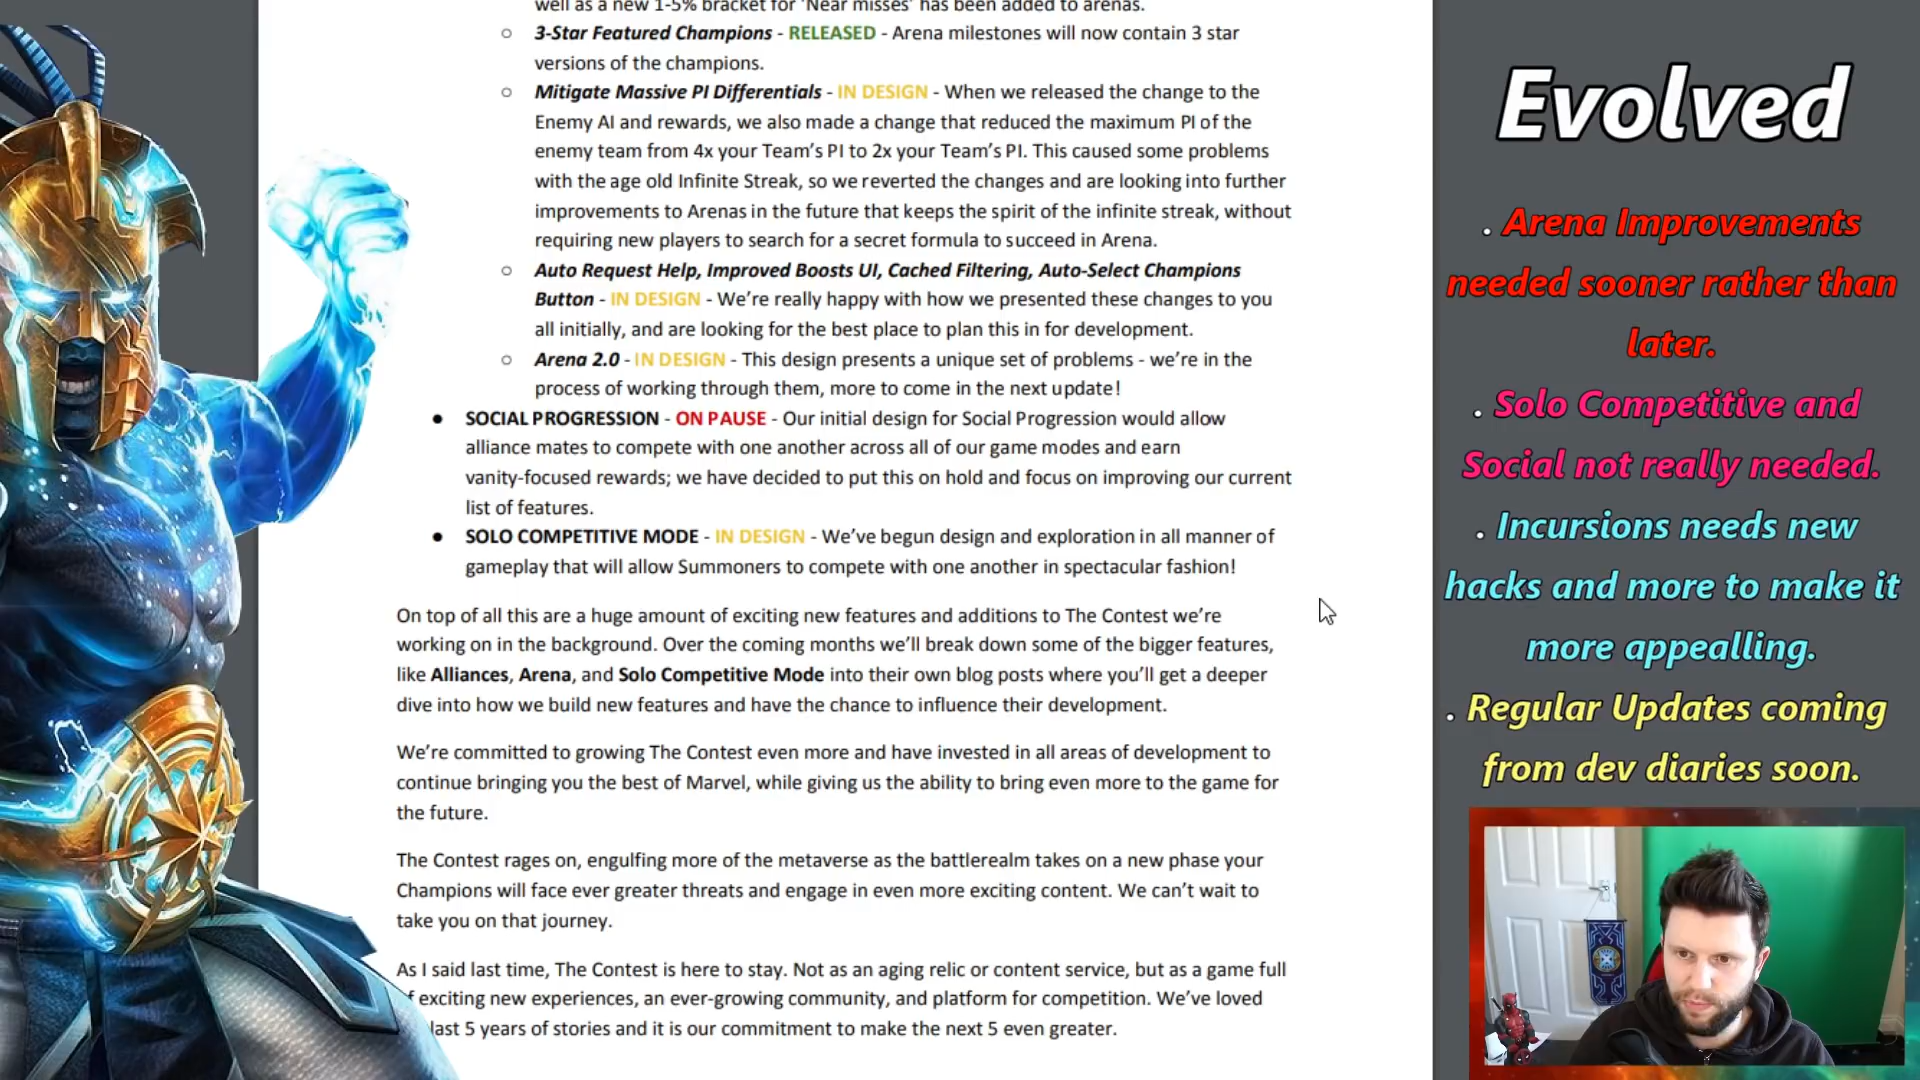 well as a new 1-5% bracket for 'Near misses' has been added to arenas.
○ 3-Star Featured Champions - RELEASED - Arena milestones will now contain 3 star
versions of the champions.
○ Mitigate Massive PI Differentials - IN DESIGN - When we released the change to the
Enemy AI and rewards, we also made a change that reduced the maximum PI of the
enemy team from 4x your Team's PI to 2x your Team's PI. This caused some problems
with the age old Infinite Streak, so we reverted the changes and are looking into further
improvements to Arenas in the future that keeps the spirit of the infinite streak, without
requiring new players to search for a secret formula to succeed in Arena.
○ Auto Request Help, Improved Boosts UI, Cached Filtering, Auto-Select Champions
Button - IN DESIGN - We're really happy with how we presented these changes to you
all initially, and are looking for the best place to plan this in for development.
○ Arena 2.0 - IN DESIGN - This design presents a unique set of problems - we're in the
process of working through them, more to come in the next update!
● SOCIAL PROGRESSION - ON PAUSE - Our initial design for Social Progression would allow
alliance mates to compete with one another across all of our game modes and earn
vanity-focused rewards; we have decided to put this on hold and focus on improving our current
list of features.
● SOLO COMPETITIVE MODE - IN DESIGN - We've begun design and exploration in all manner of
gameplay that will allow Summoners to compete with one another in spectacular fashion!
On top of all this are a huge amount of exciting new features and additions to The Contest we're
working on in the background. Over the coming months we'll break down some of the bigger features,
like Alliances, Arena, and Solo Competitive Mode into their own blog posts where you'll get a deeper
dive into how we build new features and have the chance to influence their development.
We're committed to growing The Contest even more and have invested in all areas of development to
continue bringing you the best of Marvel, while giving us the ability to bring even more to the game for
the future.
The Contest rages on, engulfing more of the metaverse as the battlerealm takes on a new phase your
Champions will face ever greater threats and engage in even more exciting content. We can't wait to
take you on that journey.
As I said last time, The Contest is here to stay. Not as an aging relic or content service, but as a game full
exciting new experiences, an ever-growing community, and platform for competition. We've loved
last 5 years of stories and it is our commitment to make the next 5 even greater.
Evolved
. Arena Improvements
needed sooner rather than
later.
. Solo Competitive and
Social not really needed.
. Incursions needs new
hacks and more to make it
more appealling.
. Regular Updates coming
from dev diaries soon.